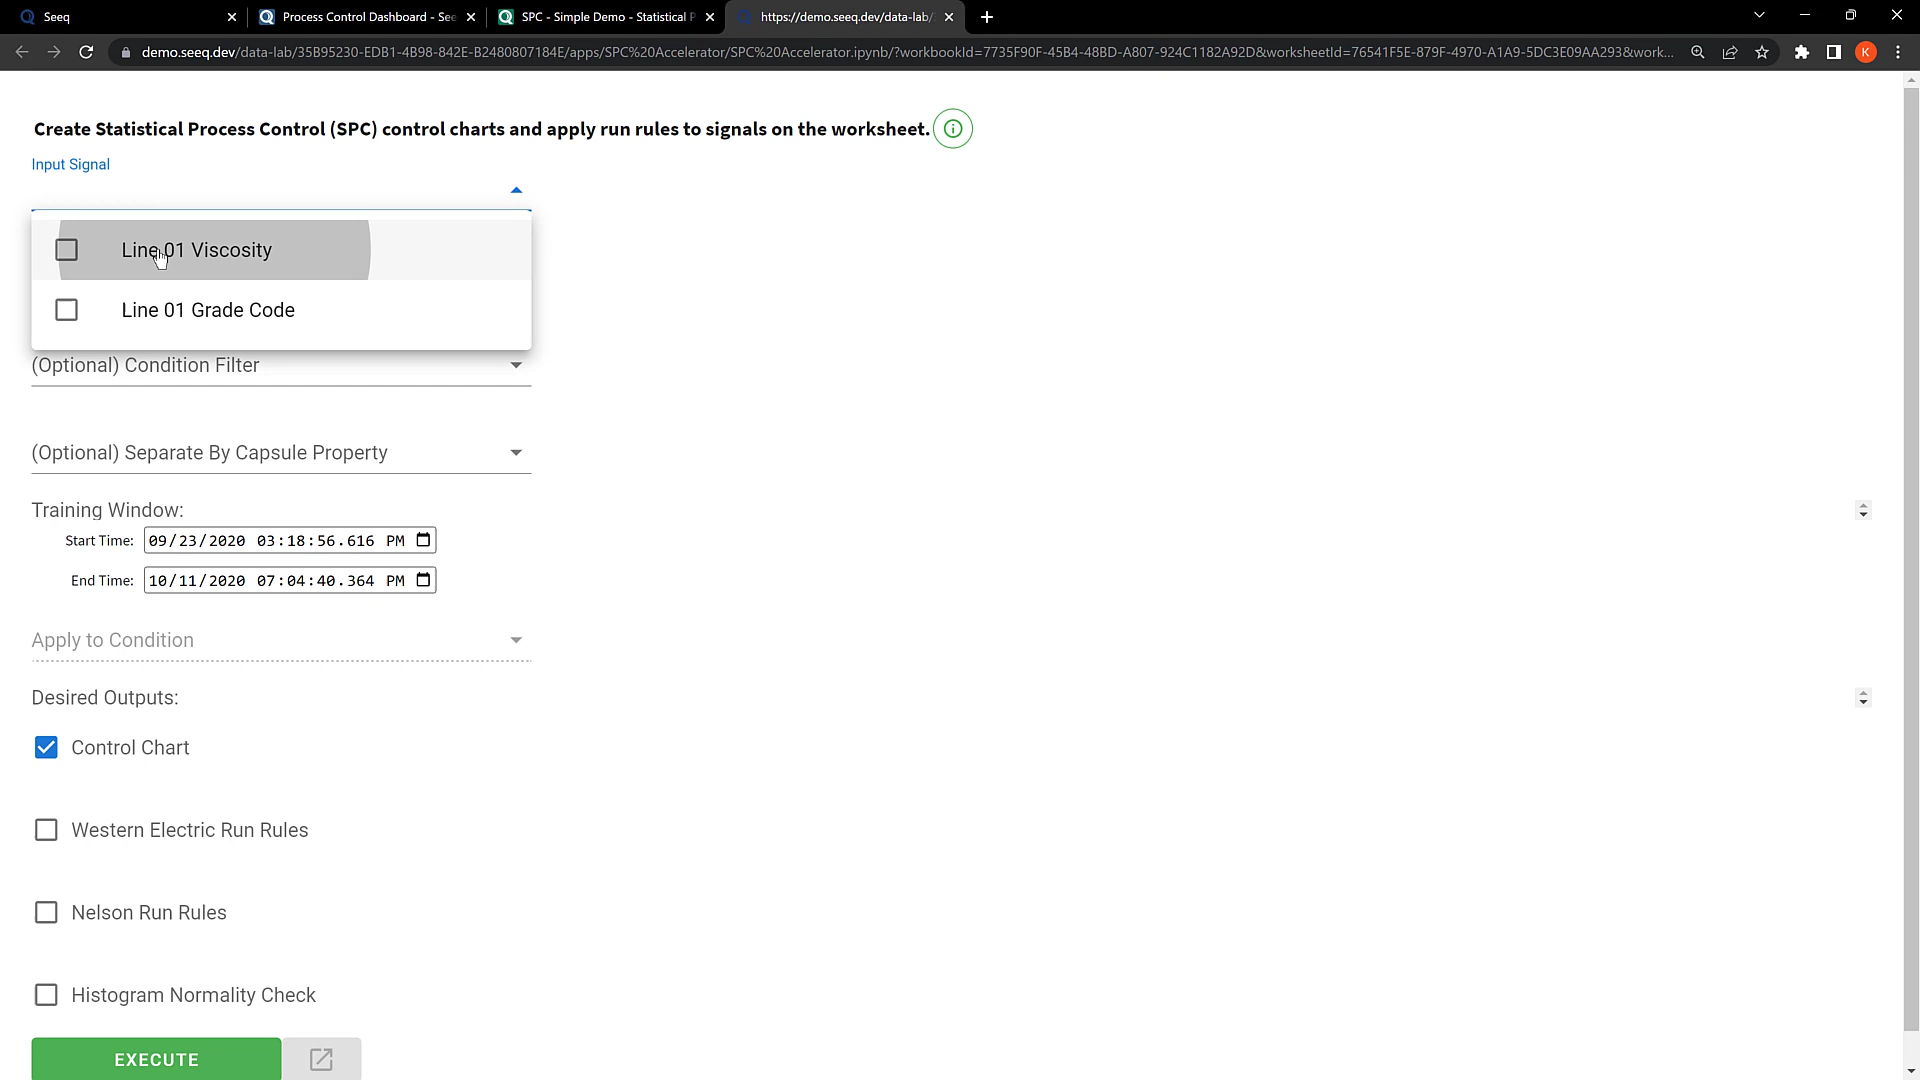 Seeq
Process Control Dashboard - See
SPC - Simple Demo - Statistical P
https://demo.seeq.dev/data-lab/
demo.seeq.dev/data-lab/35B95230-EDB1-4B98-842E-B2480807184E/apps/SPC%20Accelerator/SPC%20Accelerator.ipynb/?workbookId=7735F90F-45B4-48BD-A807-924C1182A92D&worksheetId=76541F5E-879F-4970-A1A9-5DC3E09AA293&work...
K
Create Statistical Process Control (SPC) control charts and apply run rules to signals on the worksheet.
Input Signal
Line 01 Viscosity
Line 01 Grade Code
(Optional) Condition Filter
(Optional) Separate By Capsule Property
Training Window:
Start Time: 09/23/2020 03:18:56.616 PM
End Time: 10/11/2020 07:04:40.364 PM
Apply to Condition
Desired Outputs:
Control Chart
Western Electric Run Rules
Nelson Run Rules
Histogram Normality Check
EXECUTE